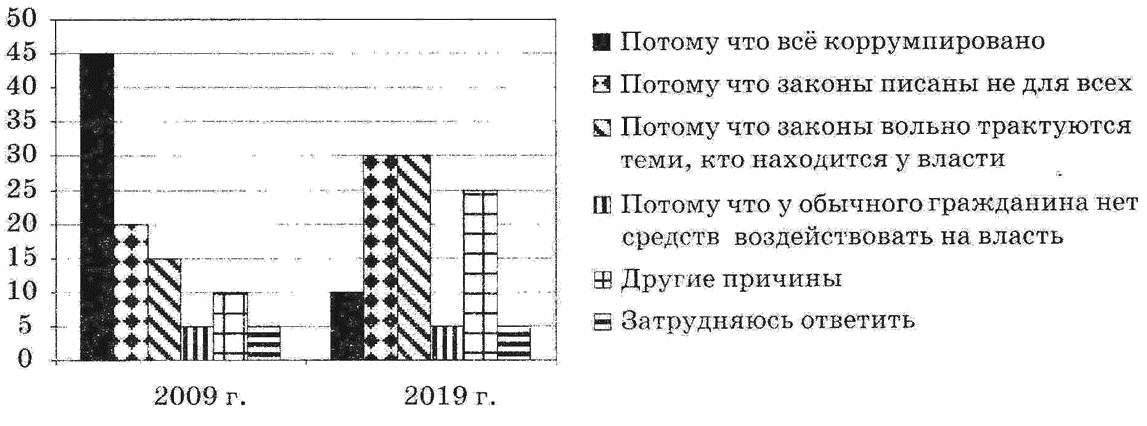 50
45
40
35
30
25
20
15
10
5
0
2009 г.
2019 г.
Потому что всё коррумпировано
Потому что законы писаны не для всех
Потому что законы вольно трактуются
теми, кто находится у власти
Потому что у обычного гражданина нет
средств воздействовать на власть
Другие причины
Затрудняюсь ответить